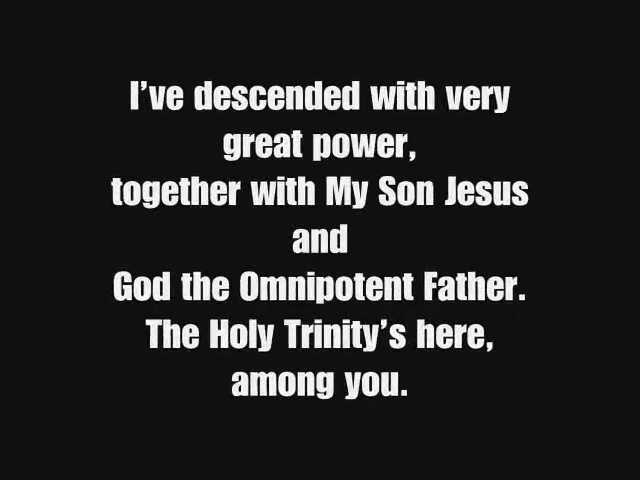 I’ve descended with very
great power,
together with My Son Jesus
and
God the Omnipotent Father.
The Holy Trinity’s here,
among you.